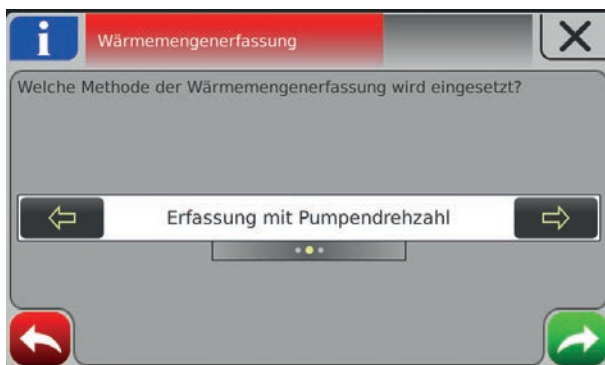 i
Wärmemengenerfassung
Welche Methode der Wärmemengenerfassung wird eingesetzt?
Erfassung mit Pumpendrehzahl